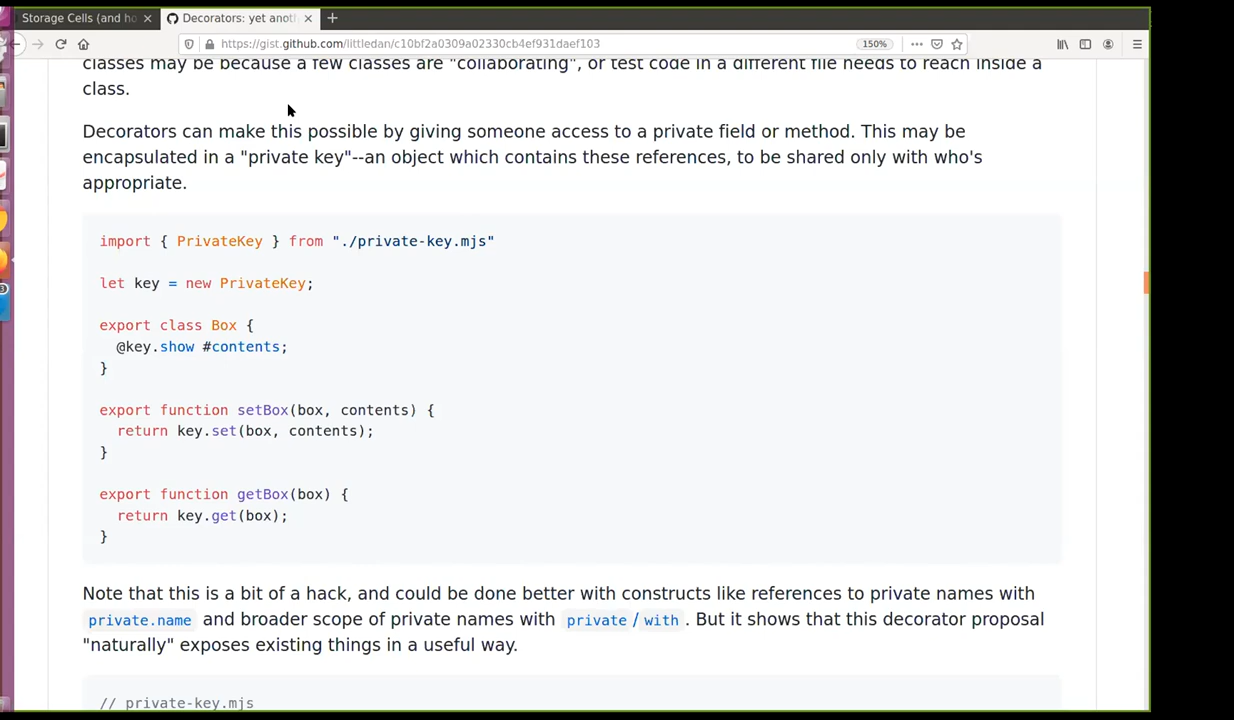 Storage Cells (and ho
Decorators: yet anoth
https://gist.github.com/littledan/c10bf2a0309a02330cb4ef931daef103
150%
classes may be because a few classes are "collaborating", or test code in a different file needs to reach inside a
class.
Decorators can make this possible by giving someone access to a private field or method. This may be
encapsulated in a "private key"--an object which contains these references, to be shared only with who's
appropriate.
import { PrivateKey } from "./private-key.mjs"
let key = new PrivateKey;
export class Box {
  @key.show #contents;
}
export function setBox(box, contents) {
  return key.set(box, contents);
}
export function getBox(box) {
  return key.get(box);
}
Note that this is a bit of a hack, and could be done better with constructs like references to private names with
private.name and broader scope of private names with private / with . But it shows that this decorator proposal
"naturally" exposes existing things in a useful way.
// private-key.mjs